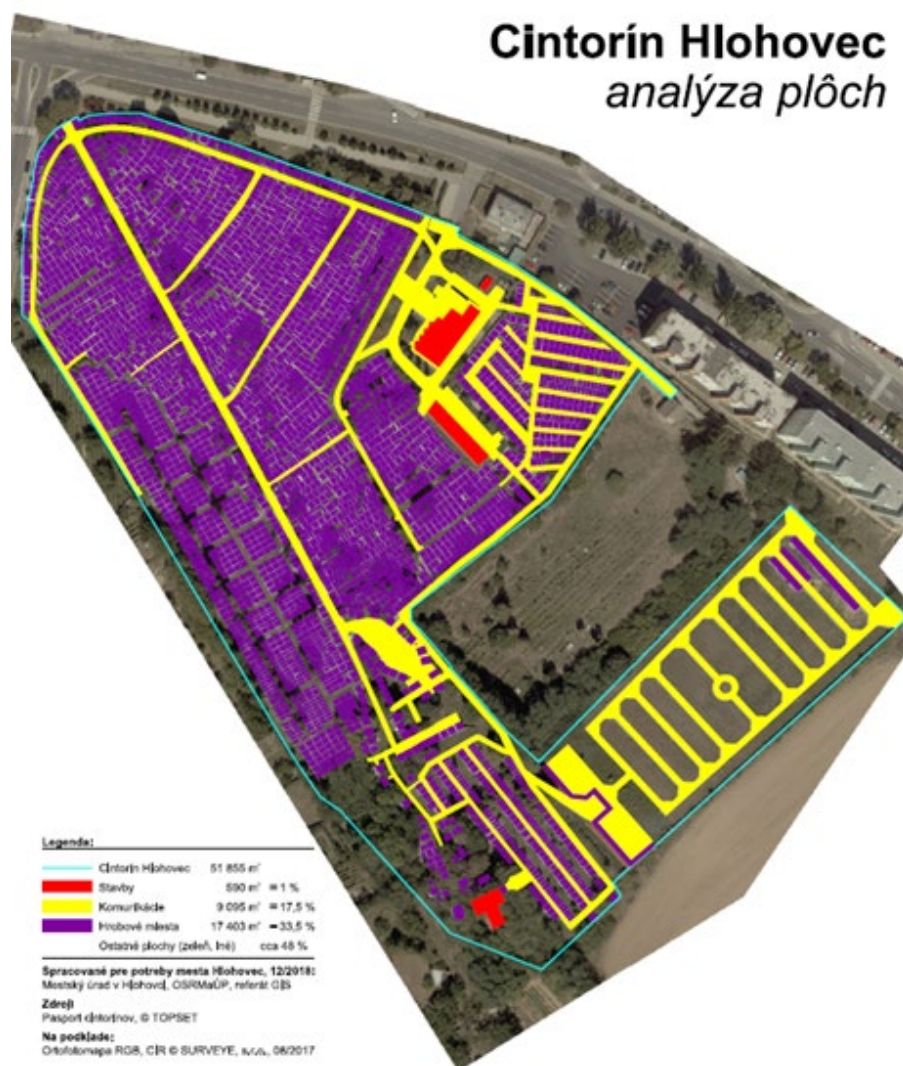 Cintorín Hlohovec
analýza plôch
Legenda:
Cintorín Hlohovec 51 855 m²
Stavby 590 m² = 1 %
Komunikácie 9 095 m² = 17,5 %
Hrobové miesta 17 403 m² = 33,5 %
Ostatné plochy (zeleň, iné) cca 48 %
Spracované pre potreby mesta Hlohovec, 12/2018:
Mestský úrad v Hlohovci, OSRMaÚP, referát GIS
Zdroj:
Pasport cintorínov, © TOPSET
Na podklade:
Ortofotomapa RGB, CIR © SURVEYE, s.r.o., 08/2017